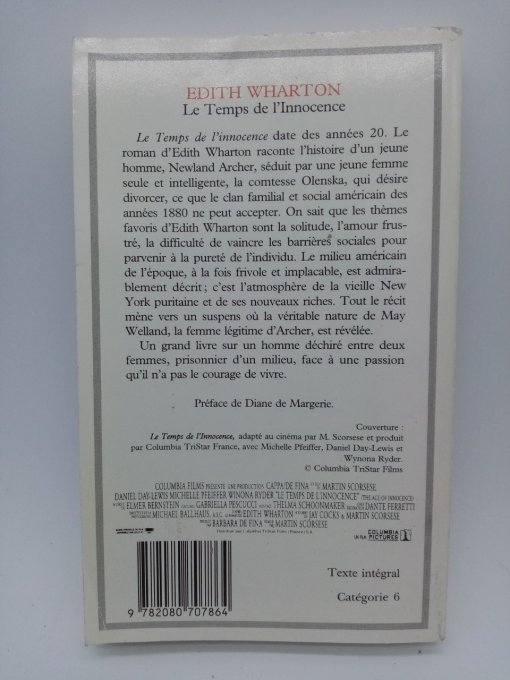 EDITH WHARTON
Le Temps de l'Innocence
Le Temps de l'innocence date des années 20. Le
roman d'Edith Wharton raconte l'histoire d'un jeune
homme, Newland Archer, séduit par une jeune femme
seule et intelligente, la comtesse Olenska, qui désire
divorcer, ce que le clan familial et social américain des
années 1880 ne peut accepter. On sait que les thèmes
favoris d'Edith Wharton sont la solitude, l'amour frus-
tré, la difficulté de vaincre les barrières sociales pour
parvenir à la pureté de l'individu. Le milieu américain
de l'époque, à la fois frivole et implacable, est admira-
blement décrit ; c'est l'atmosphère de la vieille New
York puritaine et de ses nouveaux riches. Tout le récit
mène vers un suspens où la véritable nature de May
Welland, la femme légitime d'Archer, est révélée.
Un grand livre sur un homme déchiré entre deux
femmes, prisonnier d'un milieu, face à une passion
qu'il n'a pas le courage de vivre.
Préface de Diane de Margerie.
Couverture :
Le Temps de l'Innocence, adapté au cinéma par M. Scorsese et produit
par Columbia TriStar France, avec Michelle Pfeiffer, Daniel Day-Lewis et
Wynona Ryder.
© Columbia TriStar Films
COLUMBIA FILMS PRÉSENTE UNE PRODUCTION CAPPA/DE FINA MARTIN SCORSESE
DANIEL DAY-LEWIS MICHELLE PFEIFFER WINONA RYDER "LE TEMPS DE L'INNOCENCE" (THE AGE OF INNOCENCE)
ELMER BERNSTEIN GABRIELLA PESCUCCI THELMA SCHOONMAKER DANTE FERRETTI
MICHAEL BALLHAUS, A.S.C. EDITH WHARTON JAY COCKS & MARTIN SCORSESE
BARBARA DE FINA MARTIN SCORSESE
Distribué par Columbia TriStar Films
COLUMBIA
PICTURES
Texte intégral
Catégorie 6
9 782080 707864